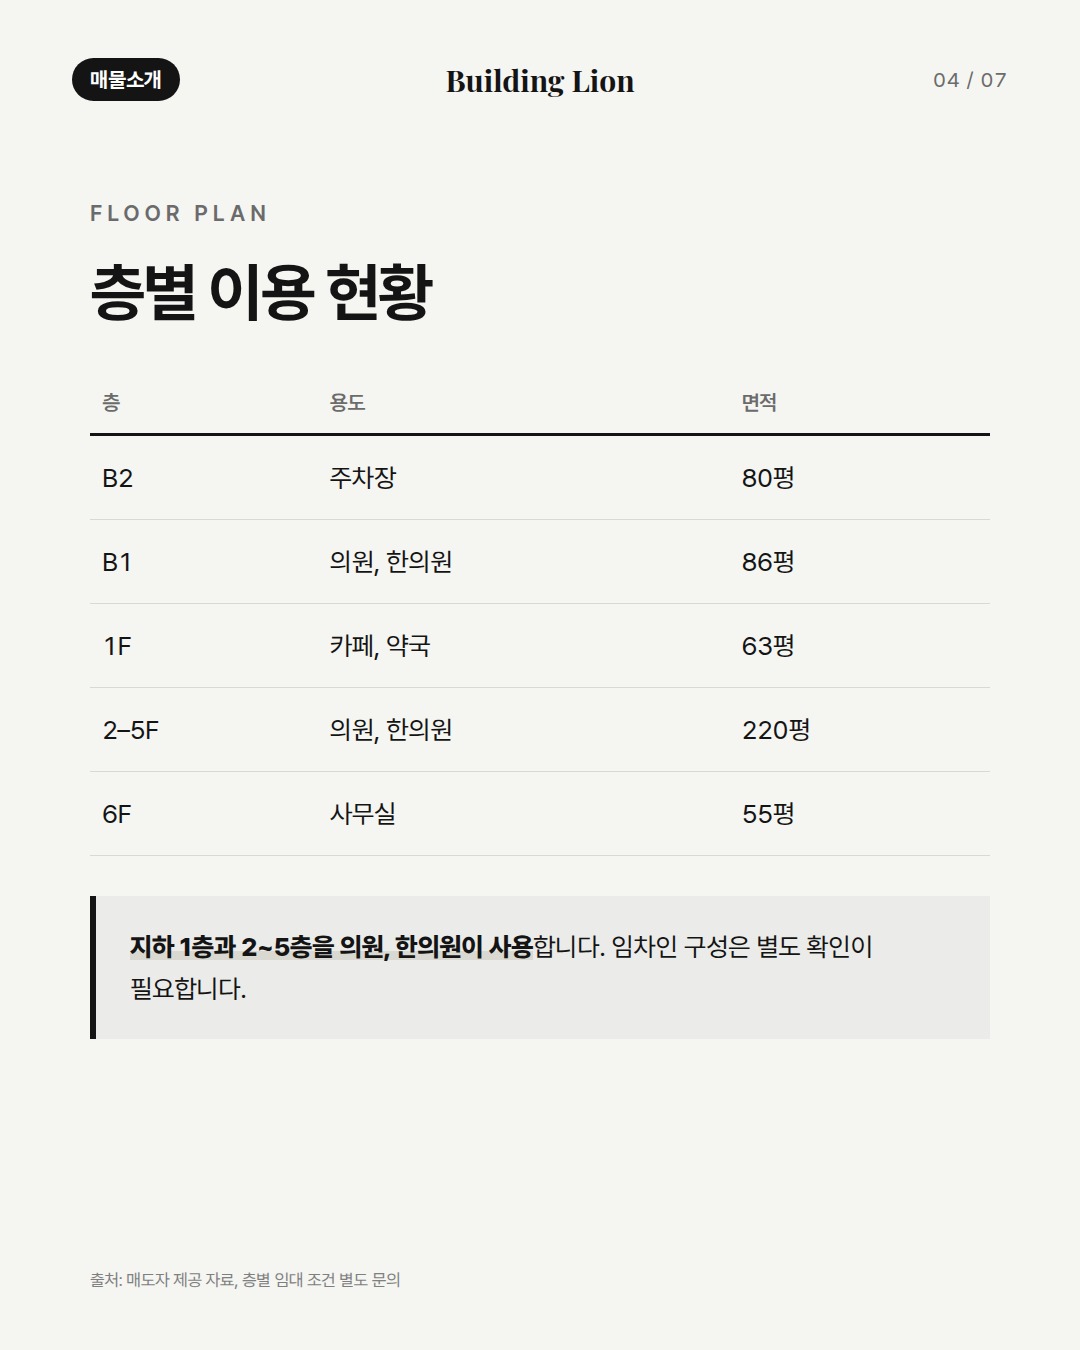 매물소개 Building Lion 04 / 07
FLOOR PLAN
층별 이용 현황
층 용도 면적
B2 주차장 80평
B1 의원, 한의원 86평
1F 카페, 약국 63평
2–5F 의원, 한의원 220평
6F 사무실 55평
지하 1층과 2~5층을 의원, 한의원이 사용합니다. 임차인 구성은 별도 확인이
필요합니다.
출처: 매도자 제공 자료, 층별 임대 조건 별도 문의